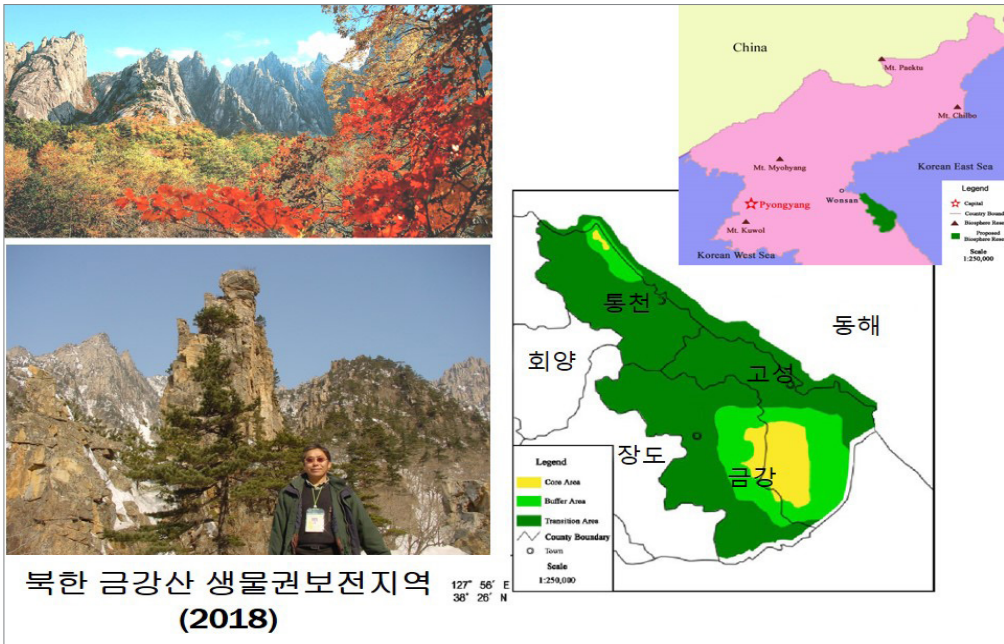 China
Mt. Paektu
Mt. Chilbo
Mt. Myohyang
Korean East Sea
Wonsan
Pyongyang
Mt. Kuwol
Korean West Sea
Legend
Capital
Country Bound
Biosphere Rese
Proposed
Biosphere Rese
Scale
1:250,000
통천
동해
회양
고성
장도
금강
Legend
Core Area
Buffer Area
Transition Area
County Boundary
Town
Scale
1:250,000
127° 56′ E
38° 26′ N
북한 금강산 생물권보전지역
(2018)